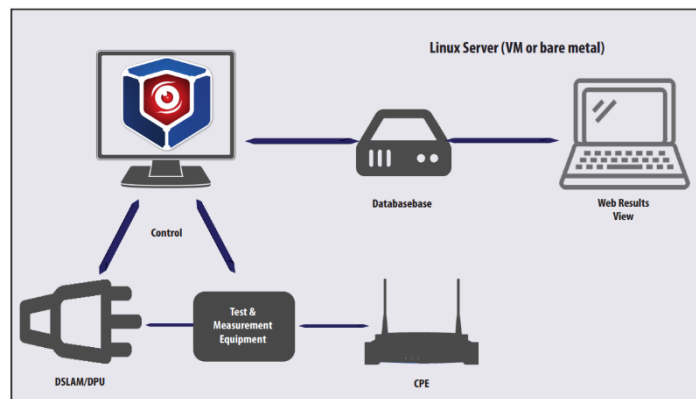 Linux Server (VM or bare metal)
Databasebase
Web Results
View
Control
Test &
Measurement
Equipment
DSLAM/DPU
CPE